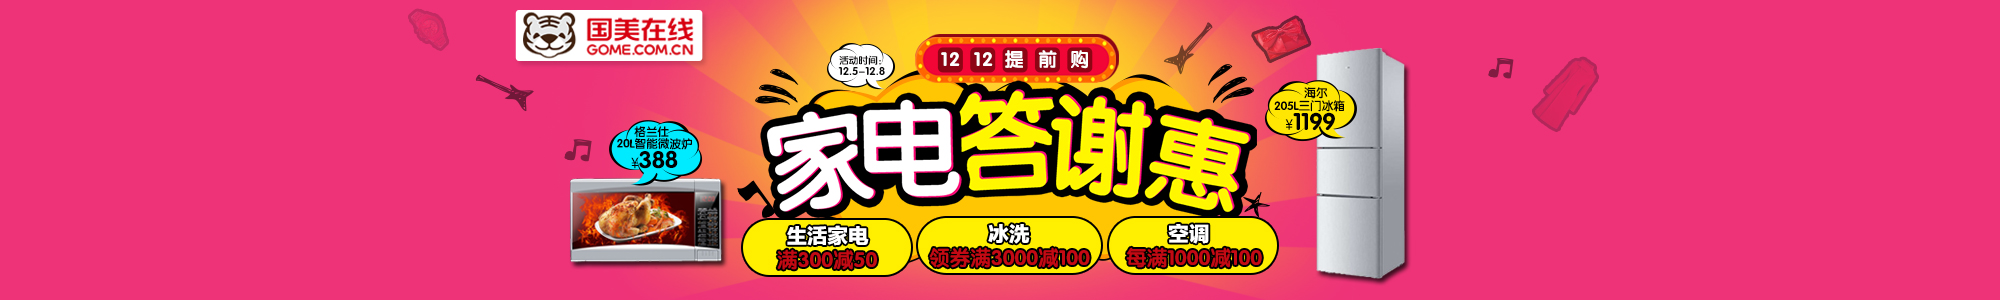 国美在线
GOME.COM.CN
活动时间：
12.5-12.8
12 12 提前购
家电答谢惠
格兰仕
20L智能微波炉
¥388
海尔
205L三门冰箱
¥1199
生活家电
满300减50
冰洗
领券满3000减100
空调
每满1000减100